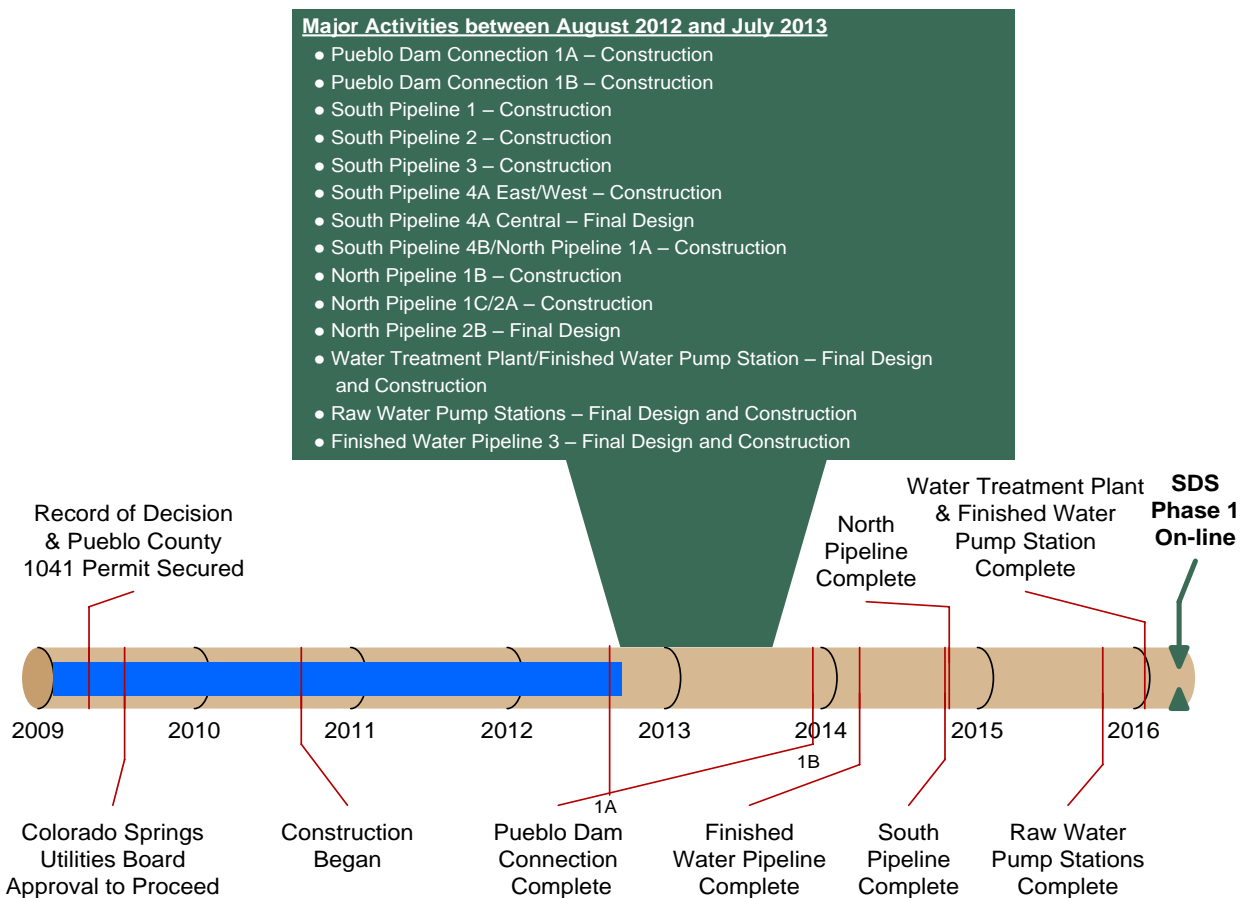 Major Activities between August 2012 and July 2013
● Pueblo Dam Connection 1A – Construction
● Pueblo Dam Connection 1B – Construction
● South Pipeline 1 – Construction
● South Pipeline 2 – Construction
● South Pipeline 3 – Construction
● South Pipeline 4A East/West – Construction
● South Pipeline 4A Central – Final Design
● South Pipeline 4B/North Pipeline 1A – Construction
● North Pipeline 1B – Construction
● North Pipeline 1C/2A – Construction
● North Pipeline 2B – Final Design
● Water Treatment Plant/Finished Water Pump Station – Final Design
and Construction
● Raw Water Pump Stations – Final Design and Construction
● Finished Water Pipeline 3 – Final Design and Construction
Record of Decision
& Pueblo County
1041 Permit Secured
North
Pipeline
Complete
Water Treatment Plant
& Finished Water
Pump Station
Complete
SDS
Phase 1
On-line
2009
2010
2011
2012
2013
2014
2015
2016
1B
1A
Colorado Springs
Utilities Board
Approval to Proceed
Construction
Began
Pueblo Dam
Connection
Complete
Finished
Water Pipeline
Complete
South
Pipeline
Complete
Raw Water
Pump Stations
Complete